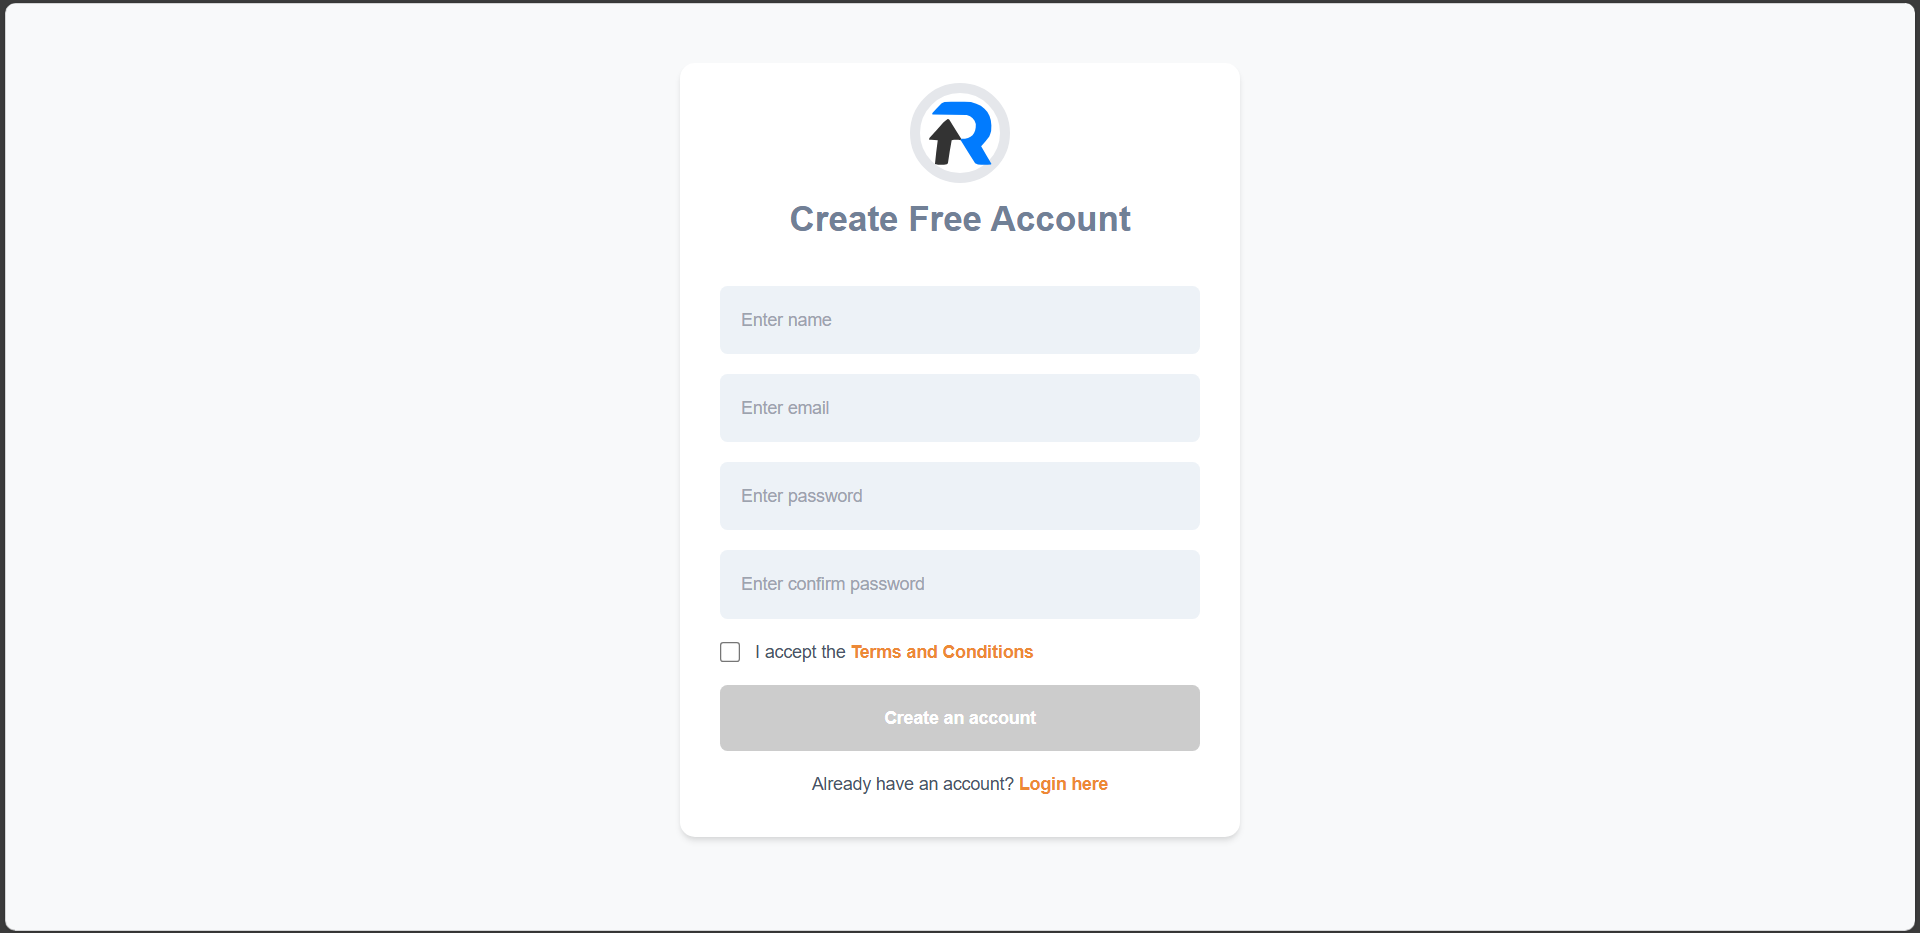 R
Create Free Account
Enter name
Enter email
Enter password
Enter confirm password
I accept the Terms and Conditions
Create an account
Already have an account? Login here